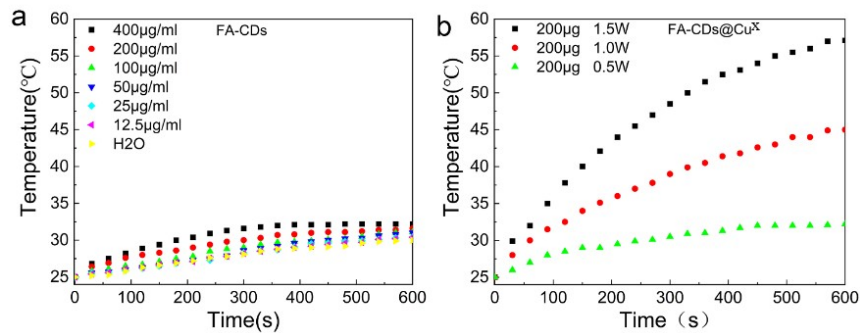 a
FA-CDs
400μg/ml
200μg/ml
100μg/ml
50μg/ml
25μg/ml
12.5μg/ml
H2O
Temperature(°C)
60
55
50
45
40
35
30
25
0 100 200 300 400 500 600
Time(s)
b
FA-CDs@Cuˣ
200μg 1.5W
200μg 1.0W
200μg 0.5W
Temperature(°C)
60
55
50
45
40
35
30
25
0 100 200 300 400 500 600
Time（s）